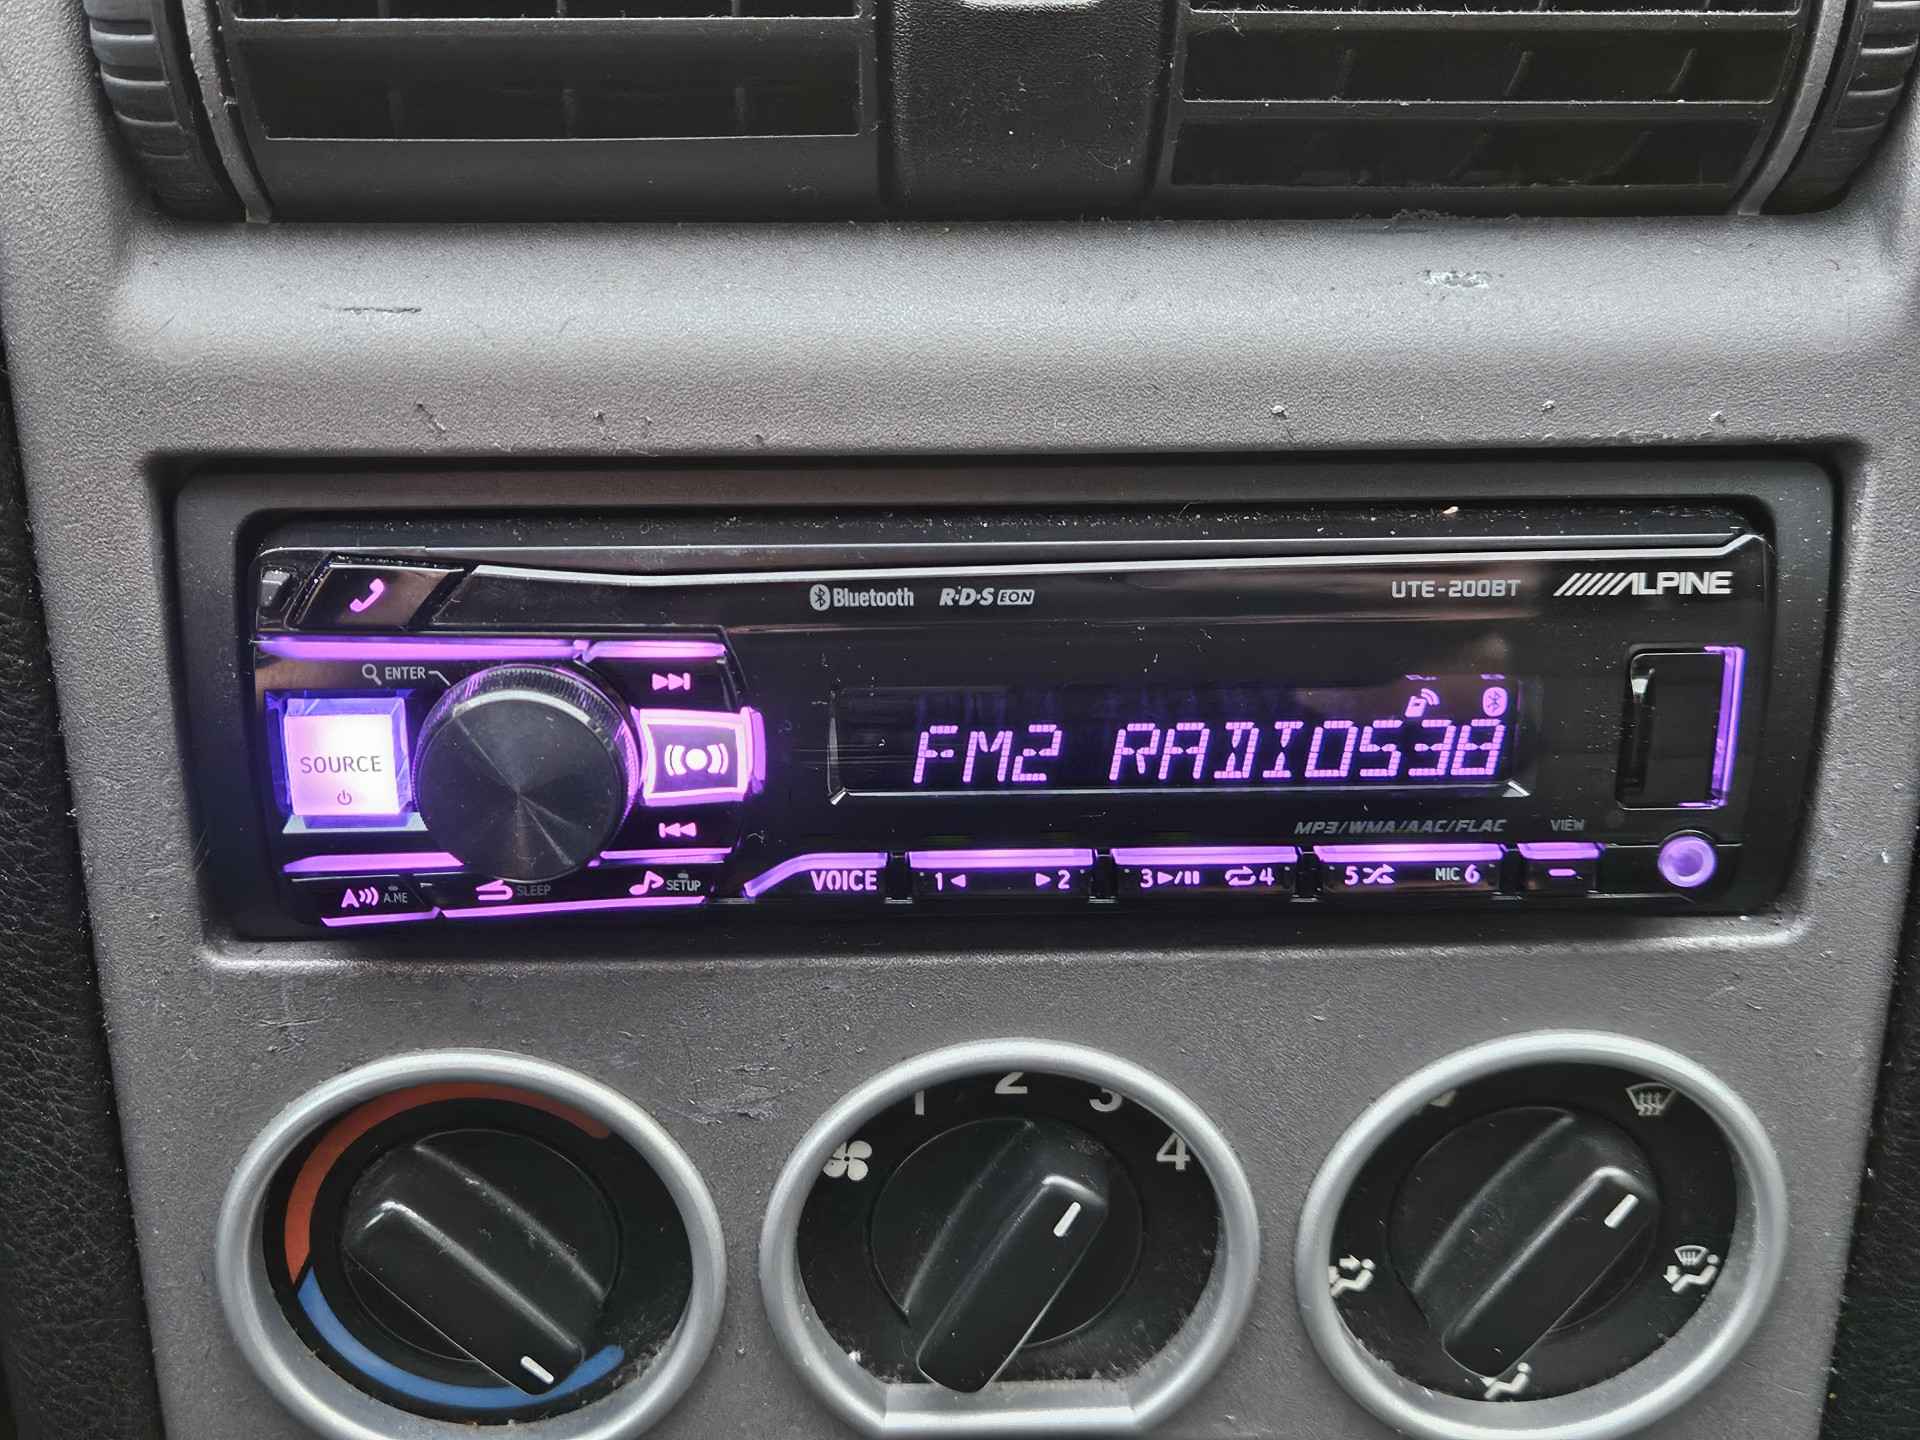 Bluetooth R·D·S EON UTE-200BT ALPINE
ENTER
SOURCE
FM2 RADIO538
MP3/WMA/AAC/FLAC VIEW
VOICE 1 2 3 4 5 MIC 6
A A.ME SLEEP SETUP
1 2 3 4